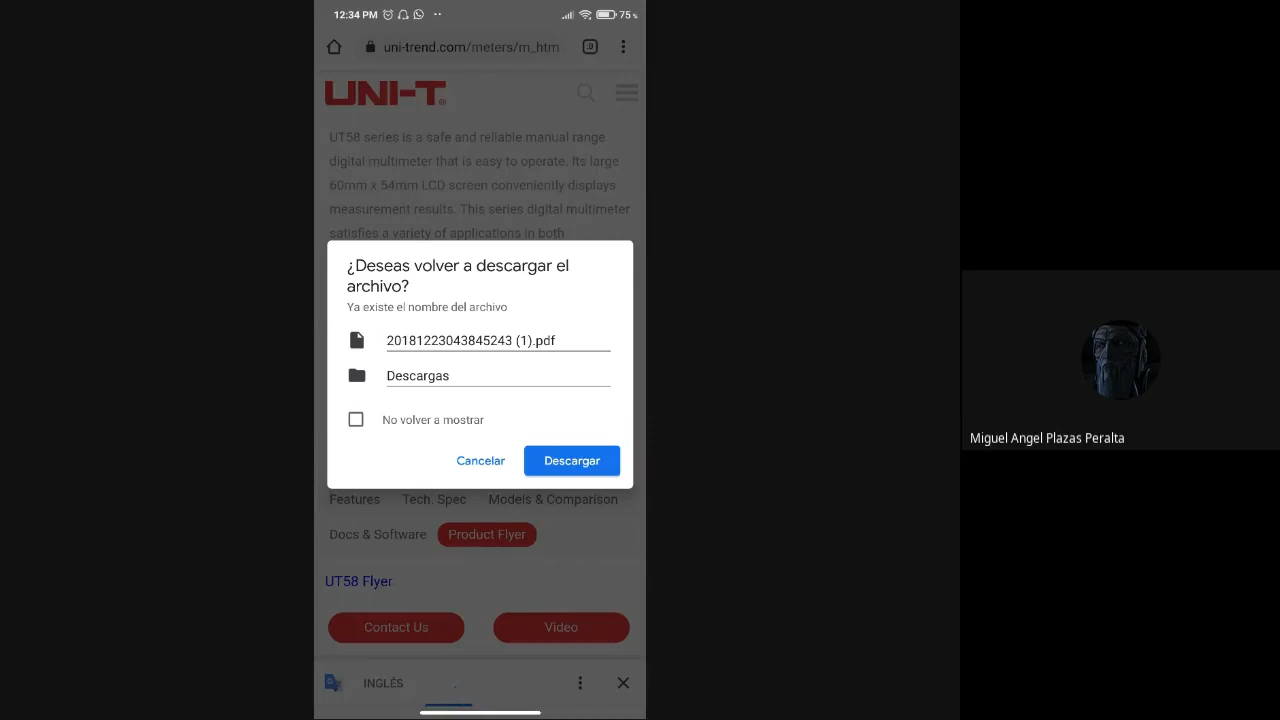 12:34 PM
75%
uni-trend.com/meters/m_htm
:D
UNI-T®
UT58 series is a safe and reliable manual range
digital multimeter that is easy to operate. Its large
60mm x 54mm LCD screen conveniently displays
measurement results. This series digital multimeter
satisfies a variety of applications in both
¿Deseas volver a descargar el
archivo?
Ya existe el nombre del archivo
20181223043845243 (1).pdf
Descargas
No volver a mostrar
Cancelar
Descargar
Features Tech. Spec Models & Comparison
Docs & Software Product Flyer
UT58 Flyer
Contact Us Video
INGLÉS
Miguel Angel Plazas Peralta